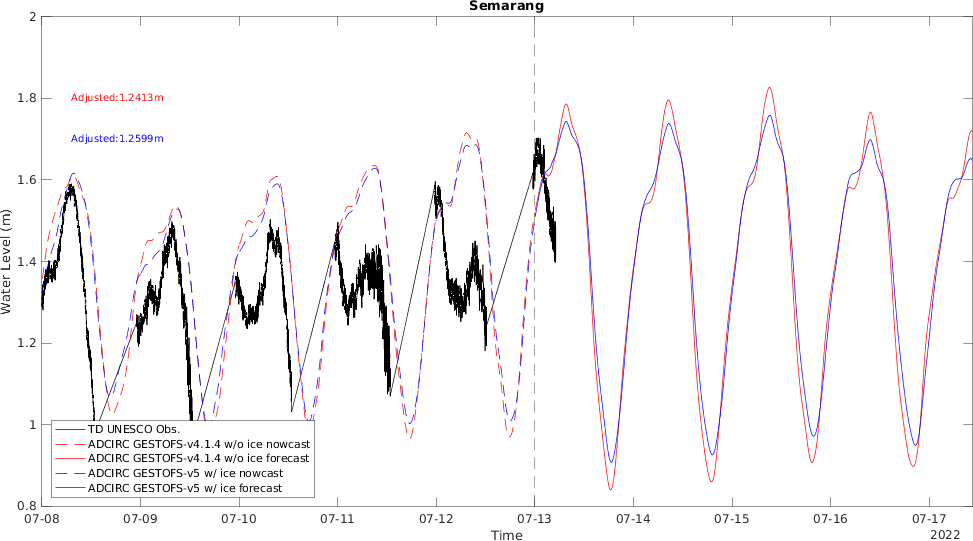 Semarang
2
1.8
1.6
1.4
1.2
1
0.8
Water Level (m)
Adjusted:1.2413m
Adjusted:1.2599m
TD UNESCO Obs.
ADCIRC GESTOFS-v4.1.4 w/o ice nowcast
ADCIRC GESTOFS-v4.1.4 w/o ice forecast
ADCIRC GESTOFS-v5 w/ ice nowcast
ADCIRC GESTOFS-v5 w/ ice forecast
07-08 07-09 07-10 07-11 07-12 07-13 07-14 07-15 07-16 07-17
Time
2022